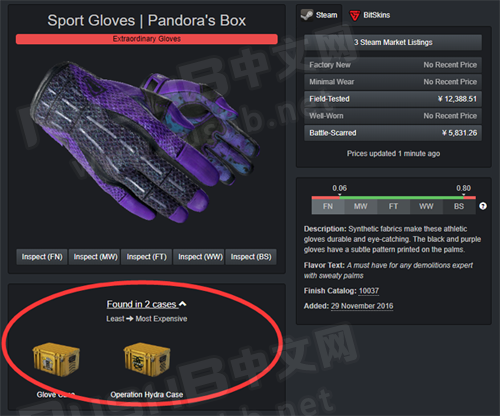 Sport Gloves | Pandora's Box
Extraordinary Gloves
Inspect (FN)
Inspect (MW)
Inspect (FT)
Inspect (WW)
Inspect (BS)
Found in 2 cases
Least → Most Expensive
Glove Case
Operation Hydra Case
Steam
BitSkins
3 Steam Market Listings
Factory New No Recent Price
Minimal Wear No Recent Price
Field-Tested ¥ 12,388.51
Well-Worn No Recent Price
Battle-Scarred ¥ 5,831.26
Prices updated 1 minute ago
0.06 0.80
FN MW FT WW BS
Description: Synthetic fabrics make these athletic
gloves durable and eye-catching. The black and purple
gloves have a subtle pattern printed on the palms.
Flavor Text: A must have for any demolitions expert
with sweaty palms
Finish Catalog: 10037
Added: 29 November 2016